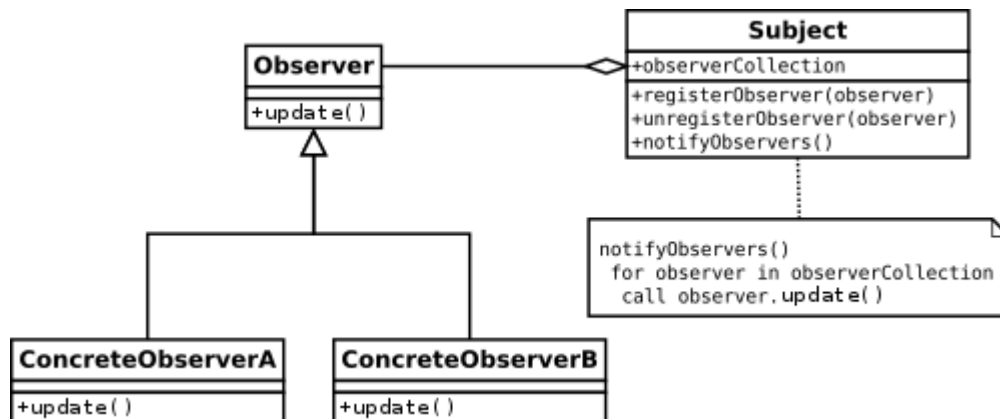 Observer
+update()
Subject
+observerCollection
+registerObserver(observer)
+unregisterObserver(observer)
+notifyObservers()
notifyObservers()
for observer in observerCollection
call observer.update()
ConcreteObserverA
+update()
ConcreteObserverB
+update()